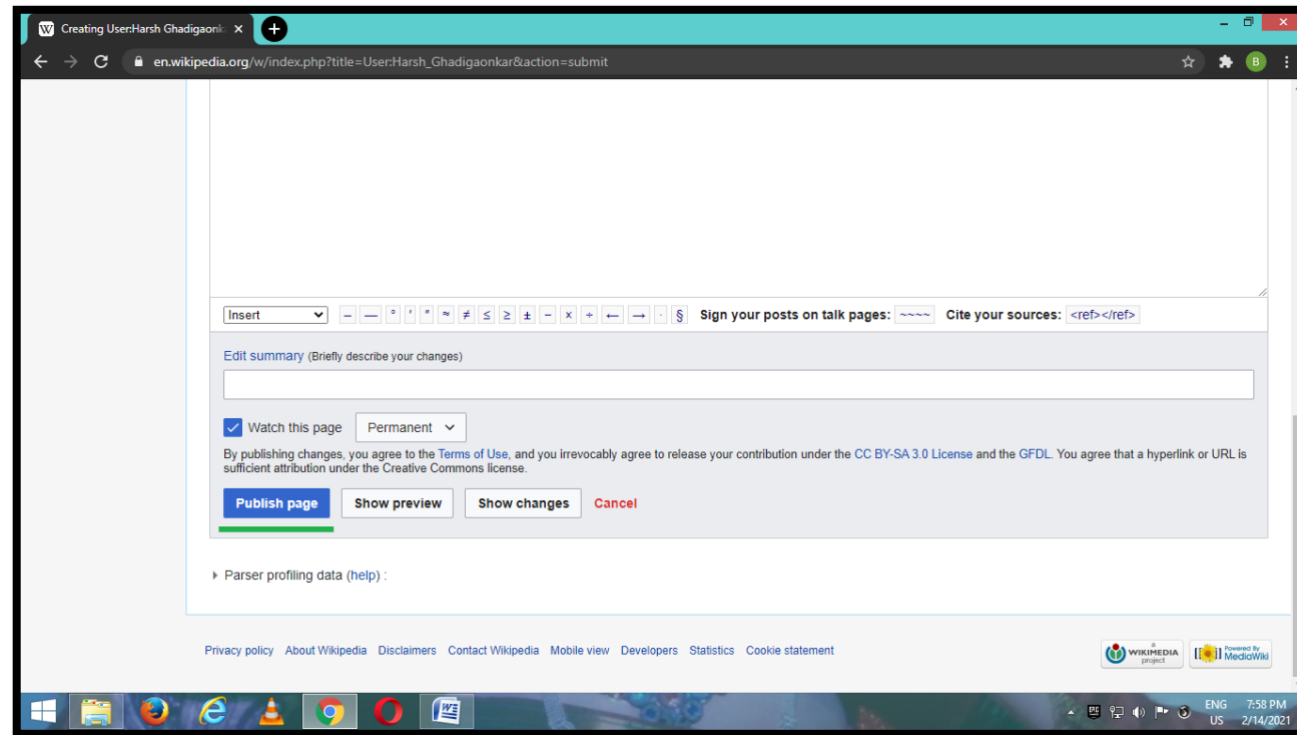 Creating User:Harsh Ghadigaonk
en.wikipedia.org/w/index.php?title=User:Harsh_Ghadigaonkar&action=submit
B
Insert
– — ° ′ ″ ≈ ≠ ≤ ≥ ± − × ÷ ← → · § Sign your posts on talk pages: ~~~~ Cite your sources: <ref></ref>
Edit summary (Briefly describe your changes)
Watch this page Permanent
By publishing changes, you agree to the Terms of Use, and you irrevocably agree to release your contribution under the CC BY-SA 3.0 License and the GFDL. You agree that a hyperlink or URL is
sufficient attribution under the Creative Commons license.
Publish page Show preview Show changes Cancel
Parser profiling data (help) :
Privacy policy About Wikipedia Disclaimers Contact Wikipedia Mobile view Developers Statistics Cookie statement
a WIKIMEDIA project Powered By MediaWiki
ENG 7:58 PM
US 2/14/2021